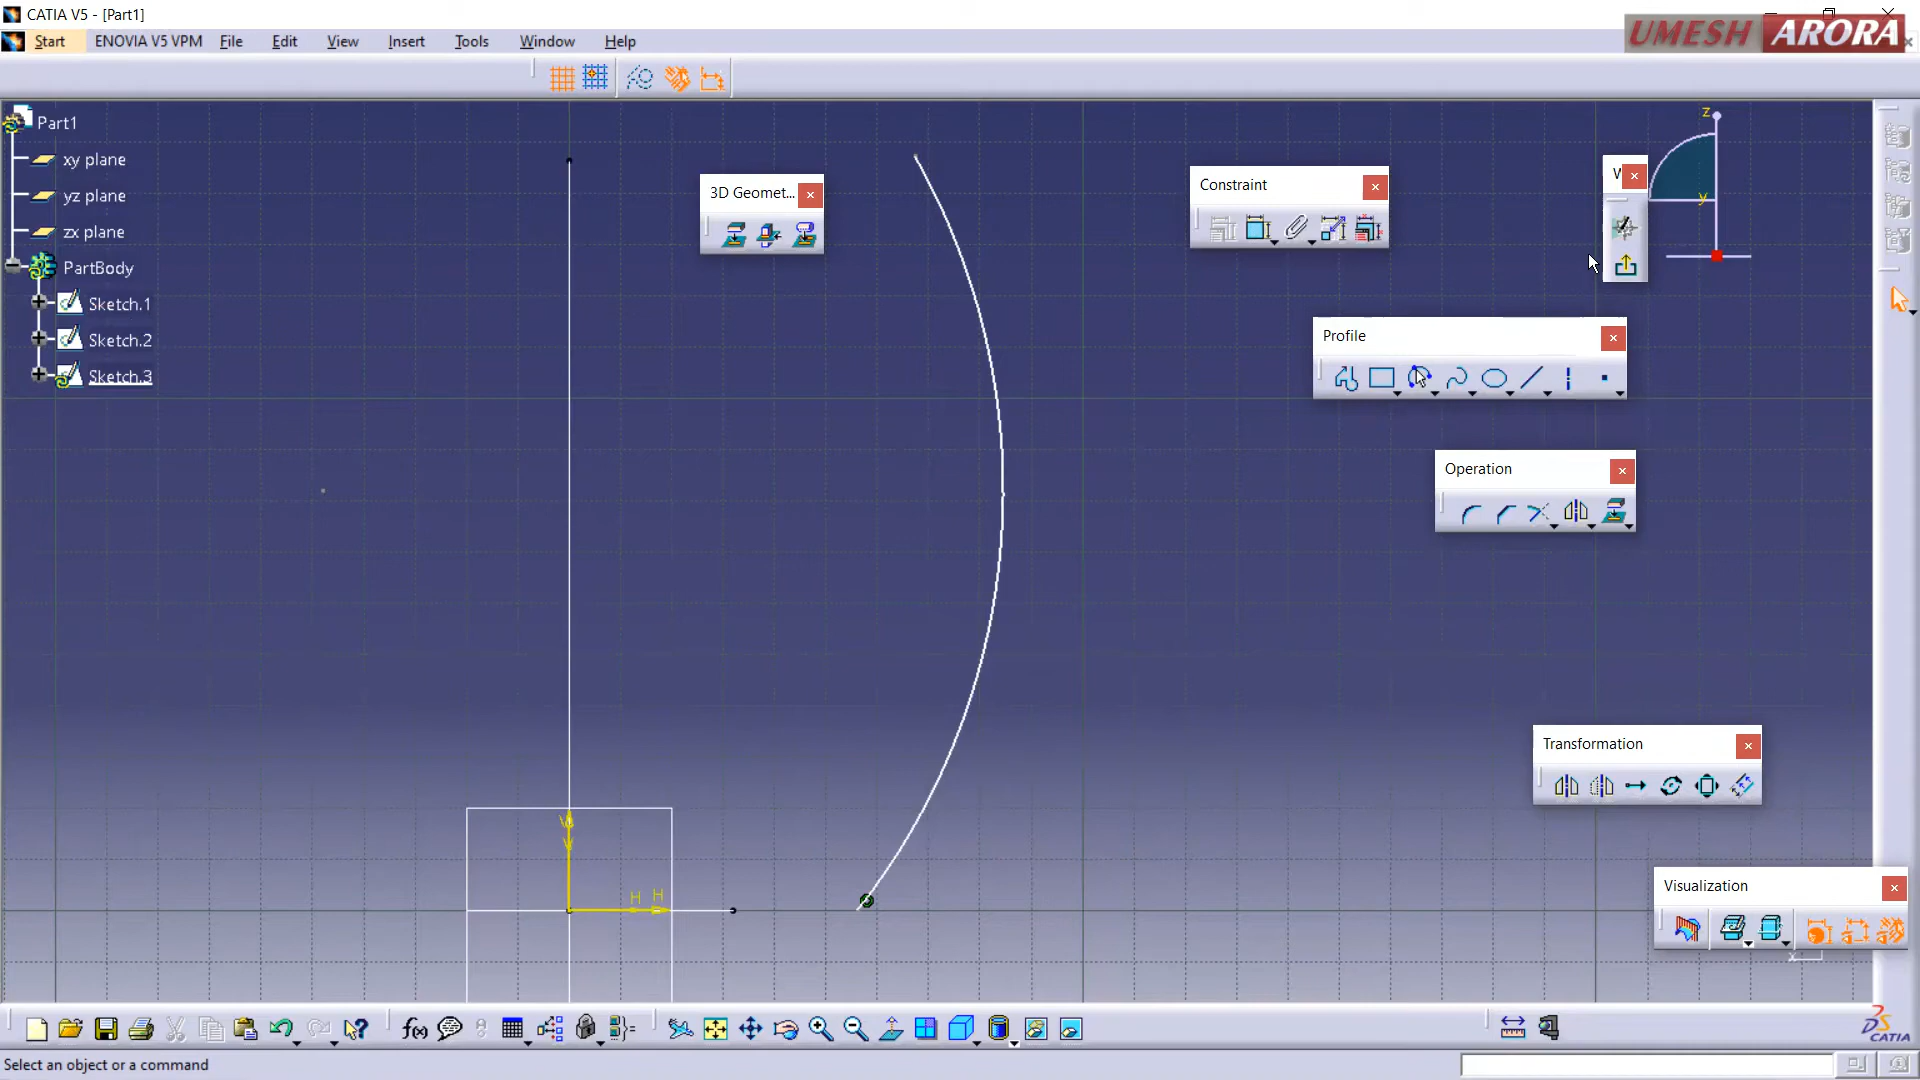 CATIA V5 - [Part1]
UMESH ARORA
Start ENOVIA V5 VPM File Edit View Insert Tools Window Help
Part1
xy plane
yz plane
zx plane
PartBody
Sketch.1
Sketch.2
Sketch.3
3D Geomet...
Constraint
z
y
Profile
Operation
Transformation
Visualization
V
H H
x
f(x)
DS CATIA
Select an object or a command